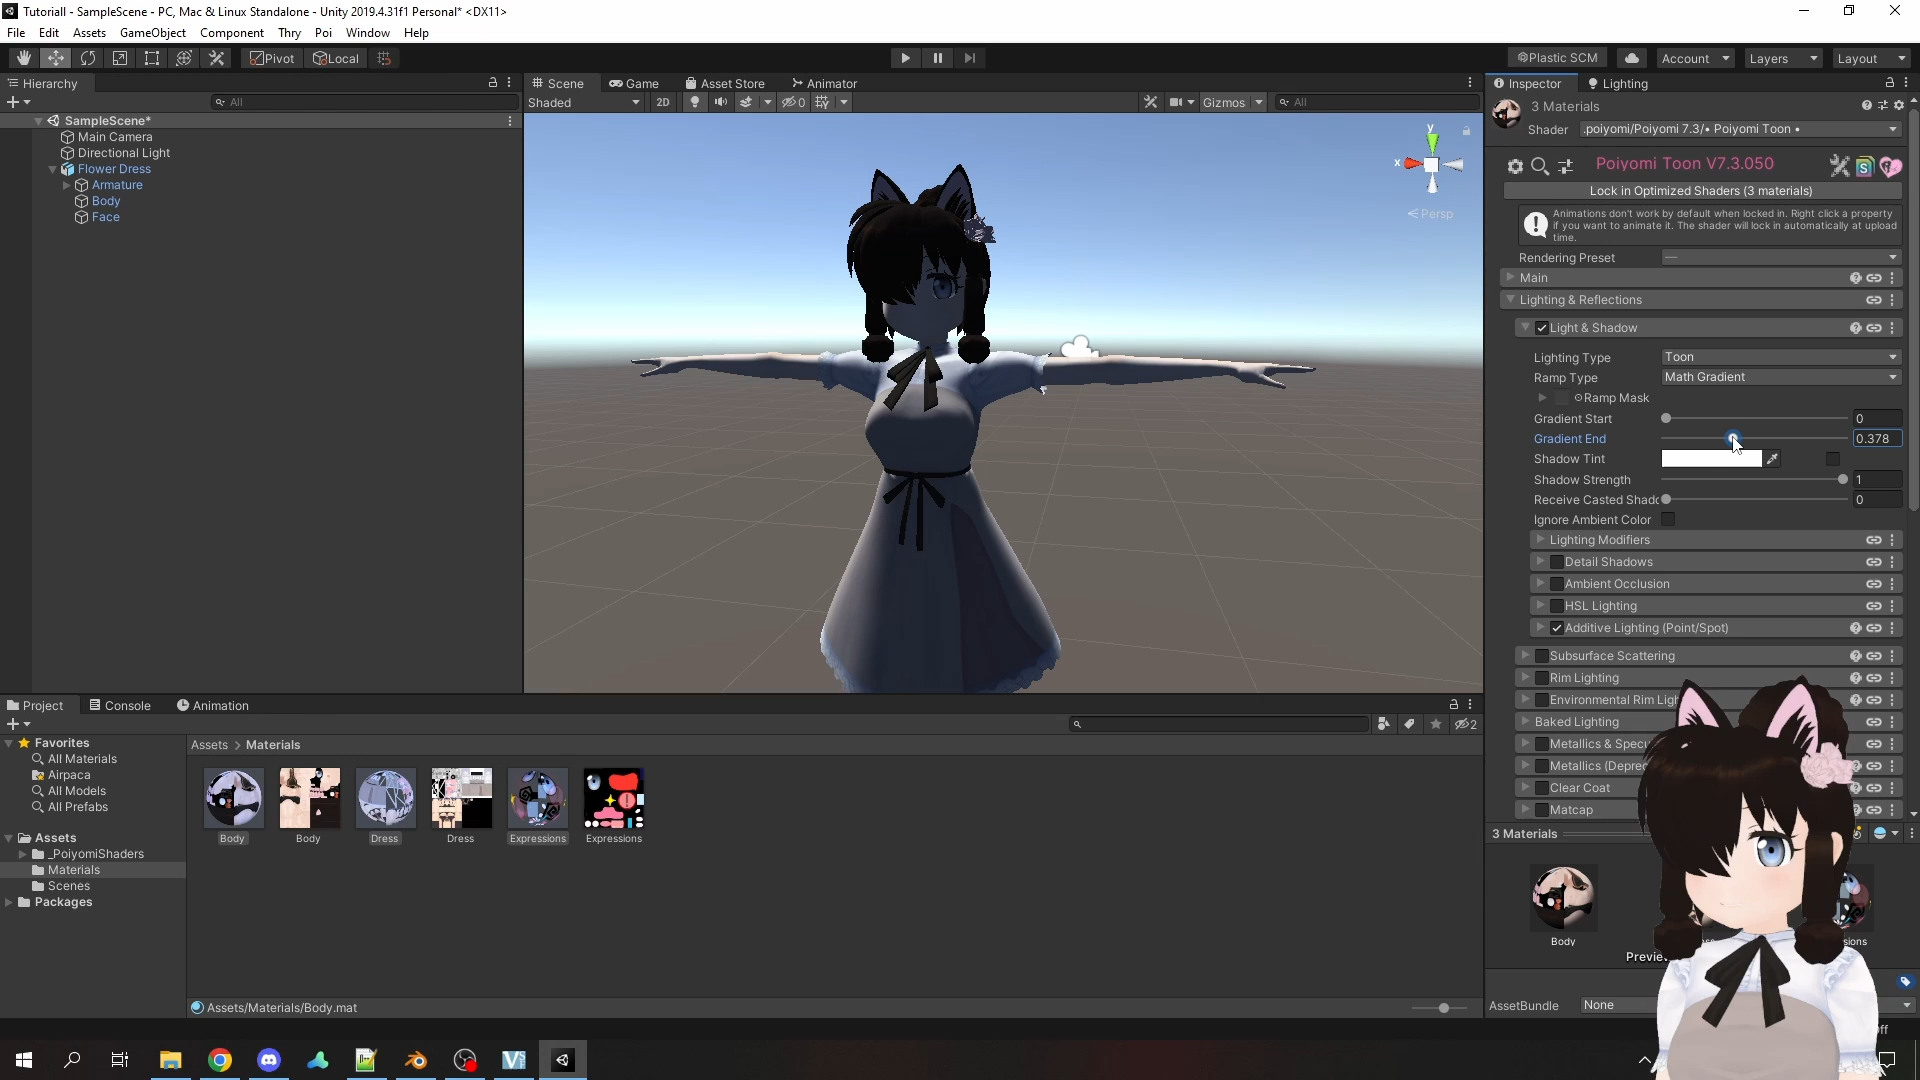 Tutoriall - SampleScene - PC, Mac & Linux Standalone - Unity 2019.4.31f1 Personal* <DX11>
File Edit Assets GameObject Component Thry Poi Window Help
Pivot Local Plastic SCM Account Layers Layout
Hierarchy
All
SampleScene*
Main Camera
Directional Light
Flower Dress
Armature
Body
Face
Scene Game Asset Store Animator
Shaded 2D 0 Gizmos All
y
x
Persp
Inspector Lighting
3 Materials
Shader .poiyomi/Poiyomi 7.3/• Poiyomi Toon •
Poiyomi Toon V7.3.050
Lock in Optimized Shaders (3 materials)
Animations don't work by default when locked in. Right click a property
if you want to animate it. The shader will lock in automatically at upload
time.
Rendering Preset —
Main
Lighting & Reflections
Light & Shadow
Lighting Type Toon
Ramp Type Math Gradient
Ramp Mask
Gradient Start 0
Gradient End 0.378
Shadow Tint
Shadow Strength 1
Receive Casted Shadc 0
Ignore Ambient Color
Lighting Modifiers
Detail Shadows
Ambient Occlusion
HSL Lighting
Additive Lighting (Point/Spot)
Subsurface Scattering
Rim Lighting
Environmental Rim Ligh
Baked Lighting
Metallics & Specu
Metallics (Deprec
Clear Coat
Matcap
3 Materials
Body
sions
Previe
AssetBundle None
ff
Project Console Animation
2
Favorites
All Materials
Airpaca
All Models
All Prefabs
Assets
_PoiyomiShaders
Materials
Scenes
Packages
Assets > Materials
Body Body Dress Dress Expressions Expressions
Assets/Materials/Body.mat